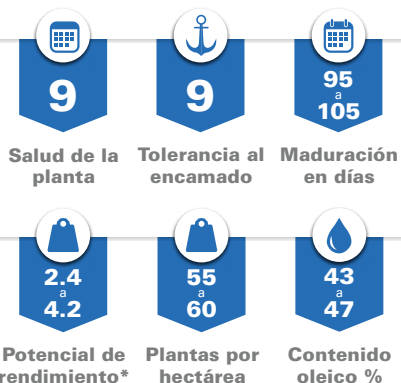 9
9
95
a
105
Salud de la
planta
Tolerancia al
encamado
Maduración
en días
2.4
a
4.2
55
a
60
43
a
47
Potencial de
rendimiento*
Plantas por
hectárea
Contenido
oleico %